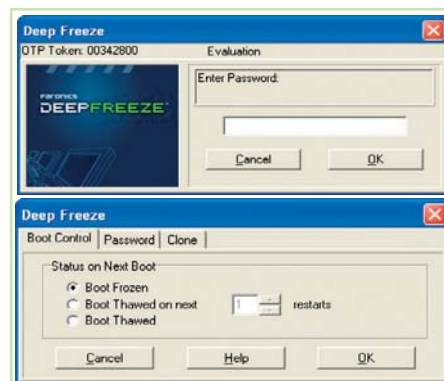 Deep Freeze
OTP Token: 00342800 Evaluation
Enter Password:
FARONICS
DEEPFREEZE
Cancel OK
Deep Freeze
Boot Control Password Clone
Status on Next Boot
Boot Frozen
Boot Thawed on next 1 restarts
Boot Thawed
Cancel Help OK